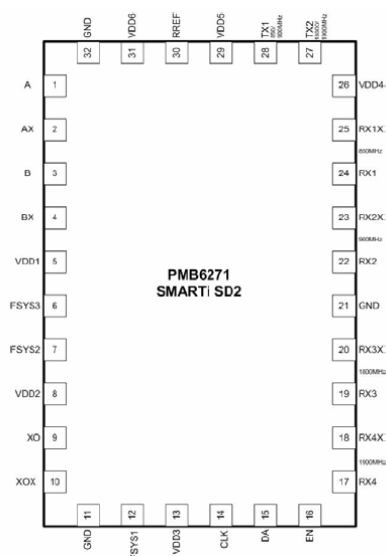 GND VDD6 RREF VDD5 TX1 TX2
32 31 30 29 28 27
A 1
AX 2
B 3
BX 4
VDD1 5
FSYS3 6
FSYS2 7
VDD2 8
XO 9
XOX 10
PMB6271
SMARTi SD2
26 VDD4
25 RX1X
24 RX1
23 RX2X
900MHz
22 RX2
21 GND
20 RX3X
1800MHz
19 RX3
18 RX4X
1900MHz
17 RX4
11 12 13 14 15 16
GND FSYS1 VDD3 CLK DA EN